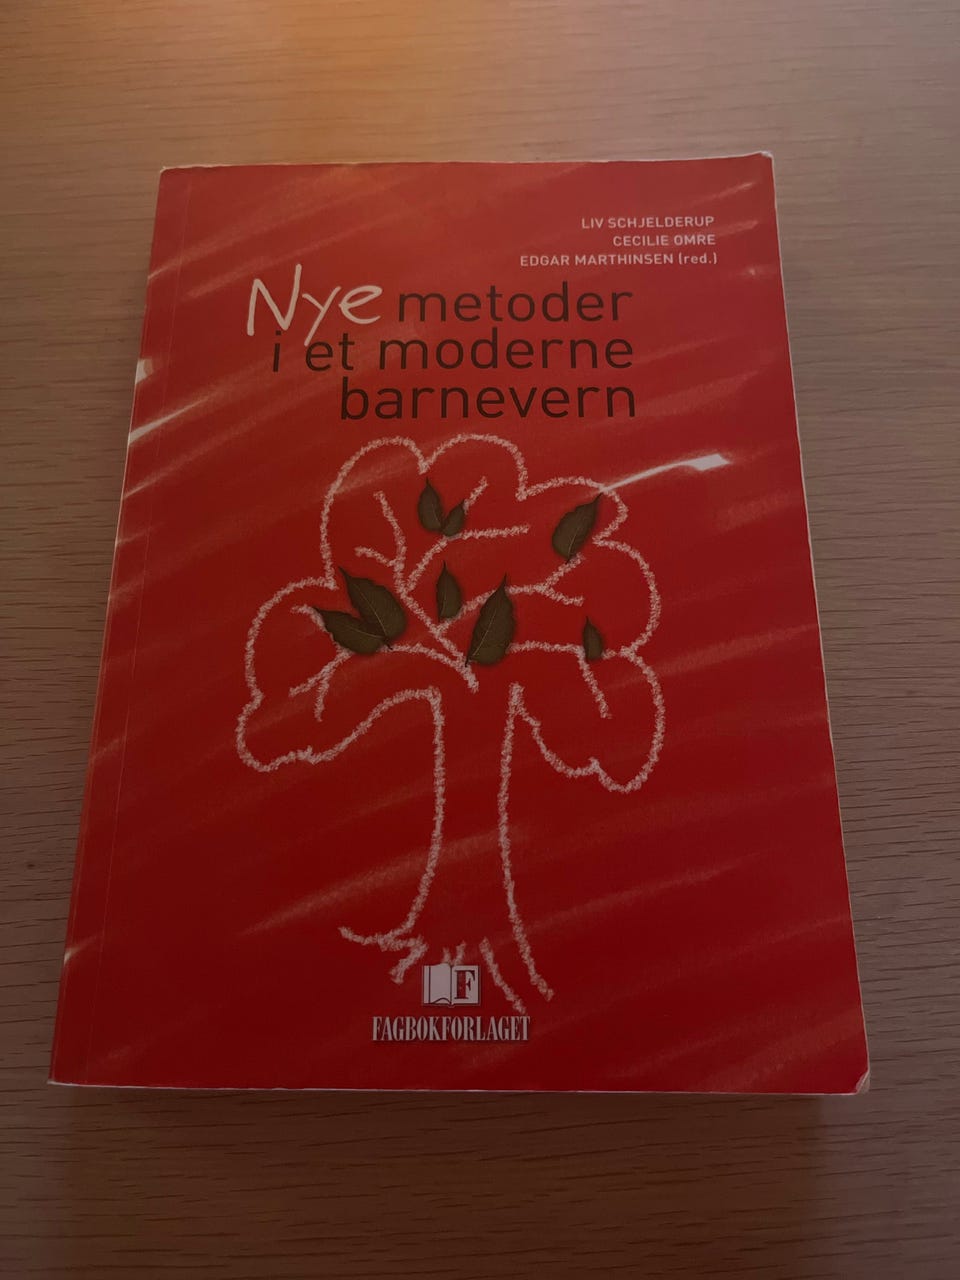 LIV SCHJELDERUP
CECILIE OMRE
EDGAR MARTHINSEN (red.)
Nye metoder
i et moderne
barnevern
F
FAGBOKFORLAGET